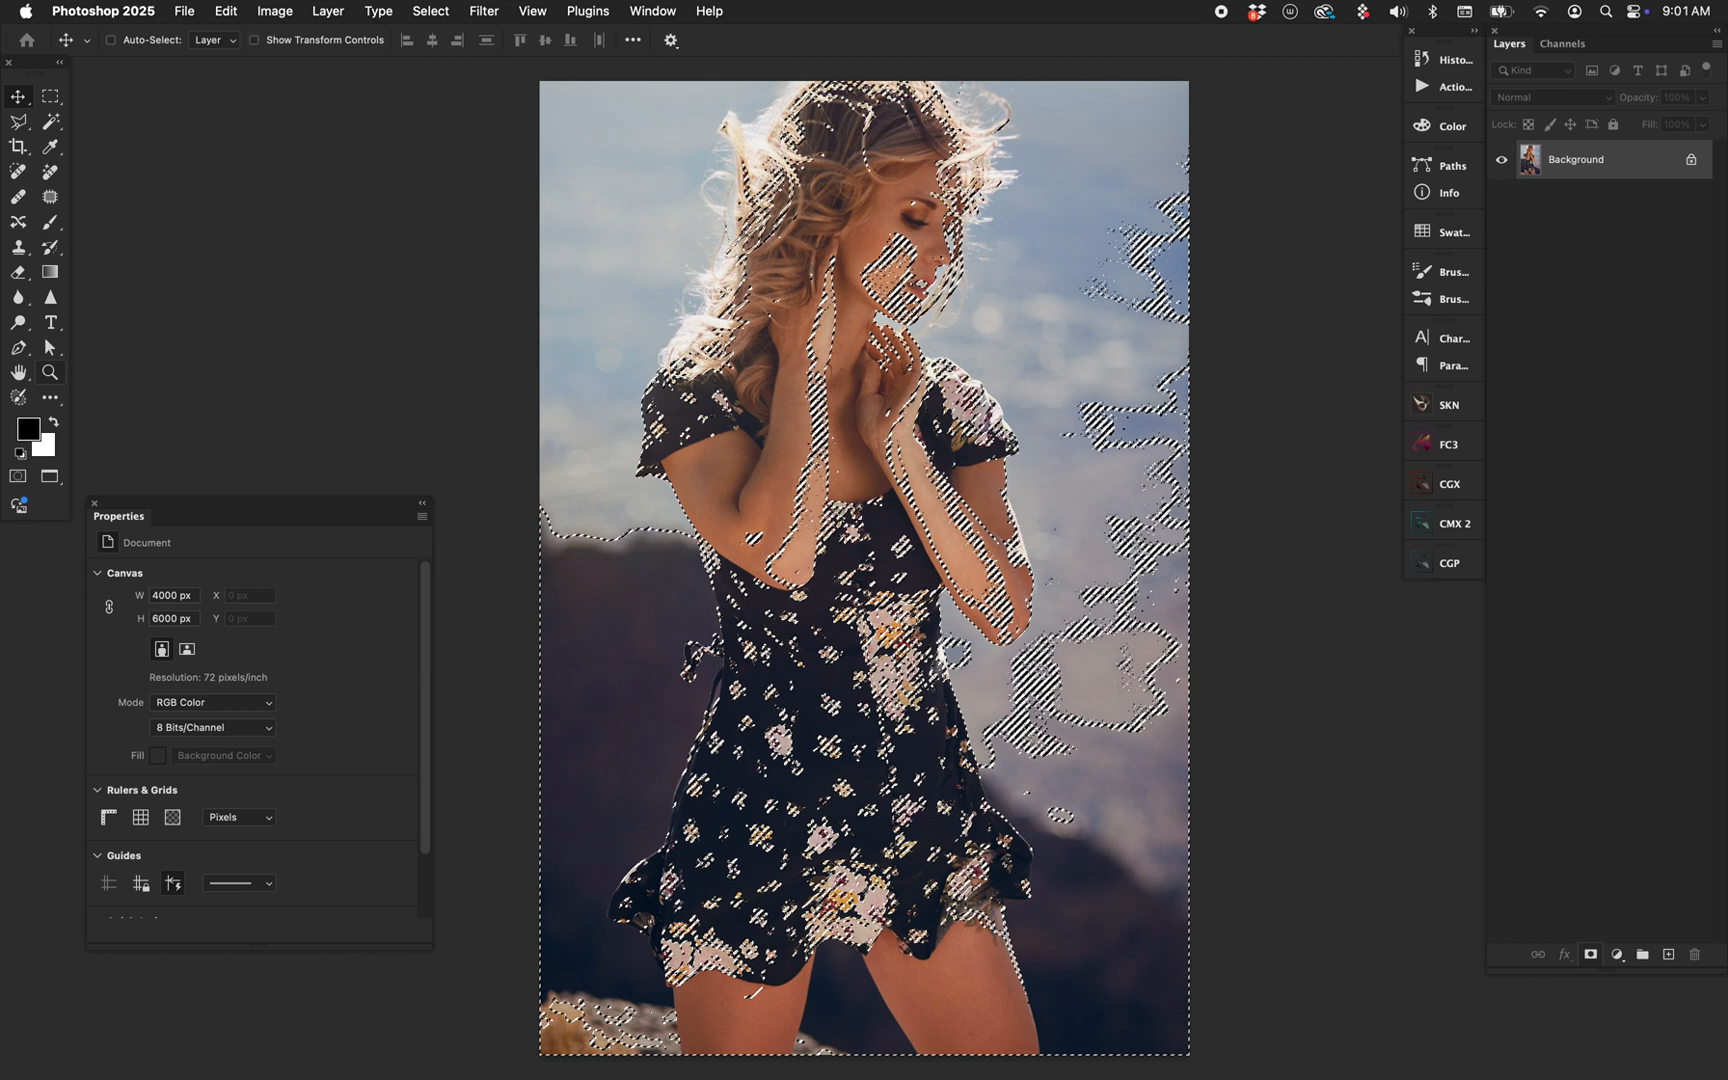 Photoshop 2025 File Edit Image Layer Type Select Filter View Plugins Window Help 9:01 AM
Auto-Select: Layer Show Transform Controls
Histo...
Actio...
Color
Paths
Info
Swat...
Brus...
Brus...
Char...
Para...
SKN
FC3
CGX
CMX 2
CGP
Layers Channels
Kind
Normal Opacity: 100%
Lock: Fill: 100%
Background
Properties
Document
Canvas
W 4000 px X 0 px
H 6000 px Y 0 px
Resolution: 72 pixels/inch
Mode RGB Color
8 Bits/Channel
Fill Background Color
Rulers & Grids
Pixels
Guides